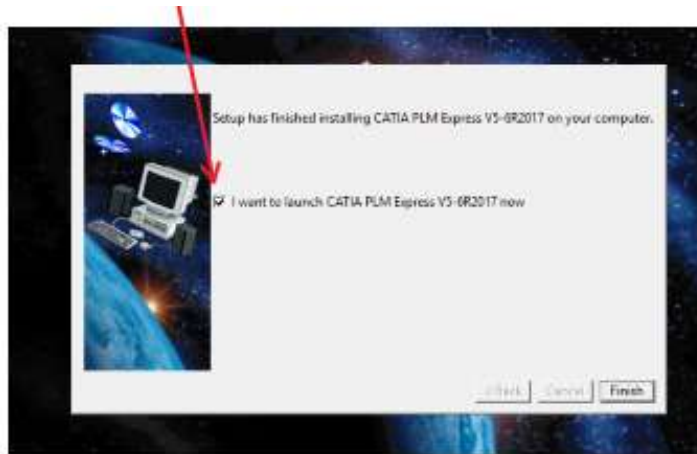 Setup has finished installing CATIA PLM Express V5-6R2017 on your computer.
I want to launch CATIA PLM Express V5-6R2017 now
< Back
Cancel
Finish